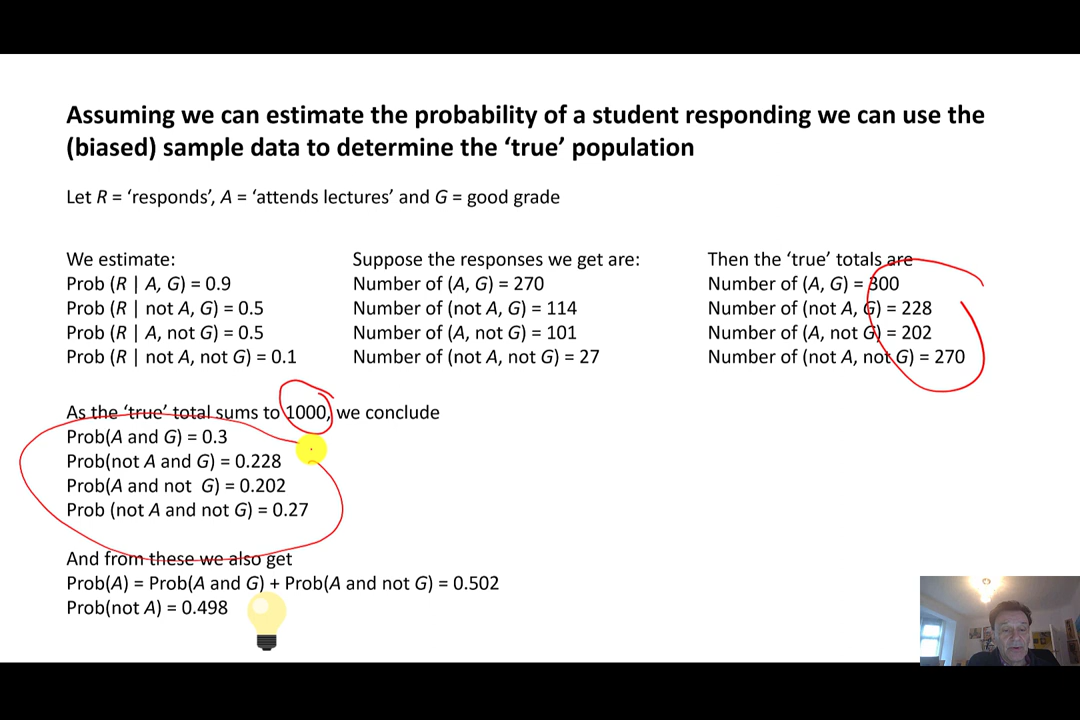 Assuming we can estimate the probability of a student responding we can use the
(biased) sample data to determine the ‘true’ population
Let R = ‘responds’, A = ‘attends lectures’ and G = good grade
We estimate:
Prob (R | A, G) = 0.9
Prob (R | not A, G) = 0.5
Prob (R | A, not G) = 0.5
Prob (R | not A, not G) = 0.1
Suppose the responses we get are:
Number of (A, G) = 270
Number of (not A, G) = 114
Number of (A, not G) = 101
Number of (not A, not G) = 27
Then the ‘true’ totals are
Number of (A, G) = 300
Number of (not A, G) = 228
Number of (A, not G) = 202
Number of (not A, not G) = 270
As the ‘true’ total sums to 1000, we conclude
Prob(A and G) = 0.3
Prob(not A and G) = 0.228
Prob(A and not G) = 0.202
Prob (not A and not G) = 0.27
And from these we also get
Prob(A) = Prob(A and G) + Prob(A and not G) = 0.502
Prob(not A) = 0.498